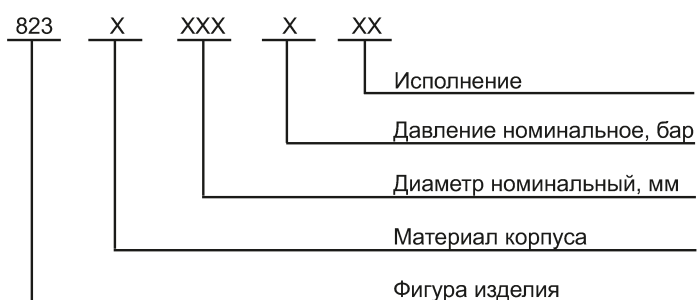 823 X XXX X XX
Исполнение
Давление номинальное, бар
Диаметр номинальный, мм
Материал корпуса
Фигура изделия